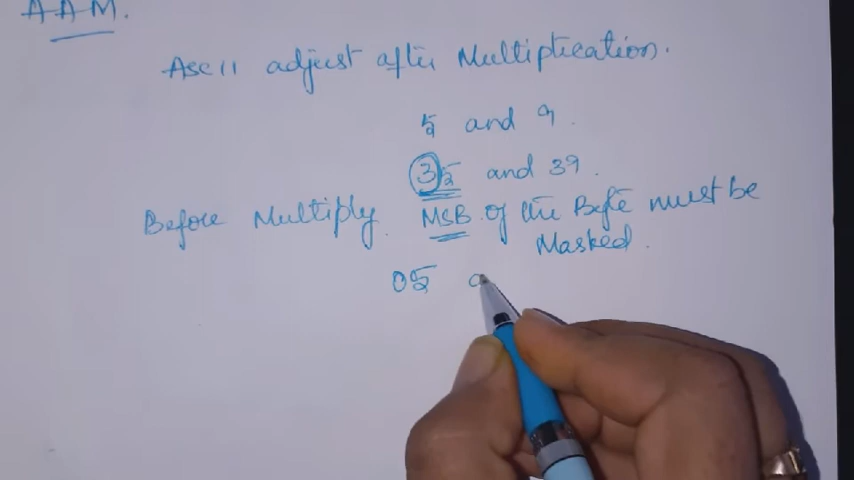 AAM.
Ascii adjust after Multiplication.
5 and 9.
35 and 39.
Before Multiply. MSB of the Byte must be
Masked.
05 a